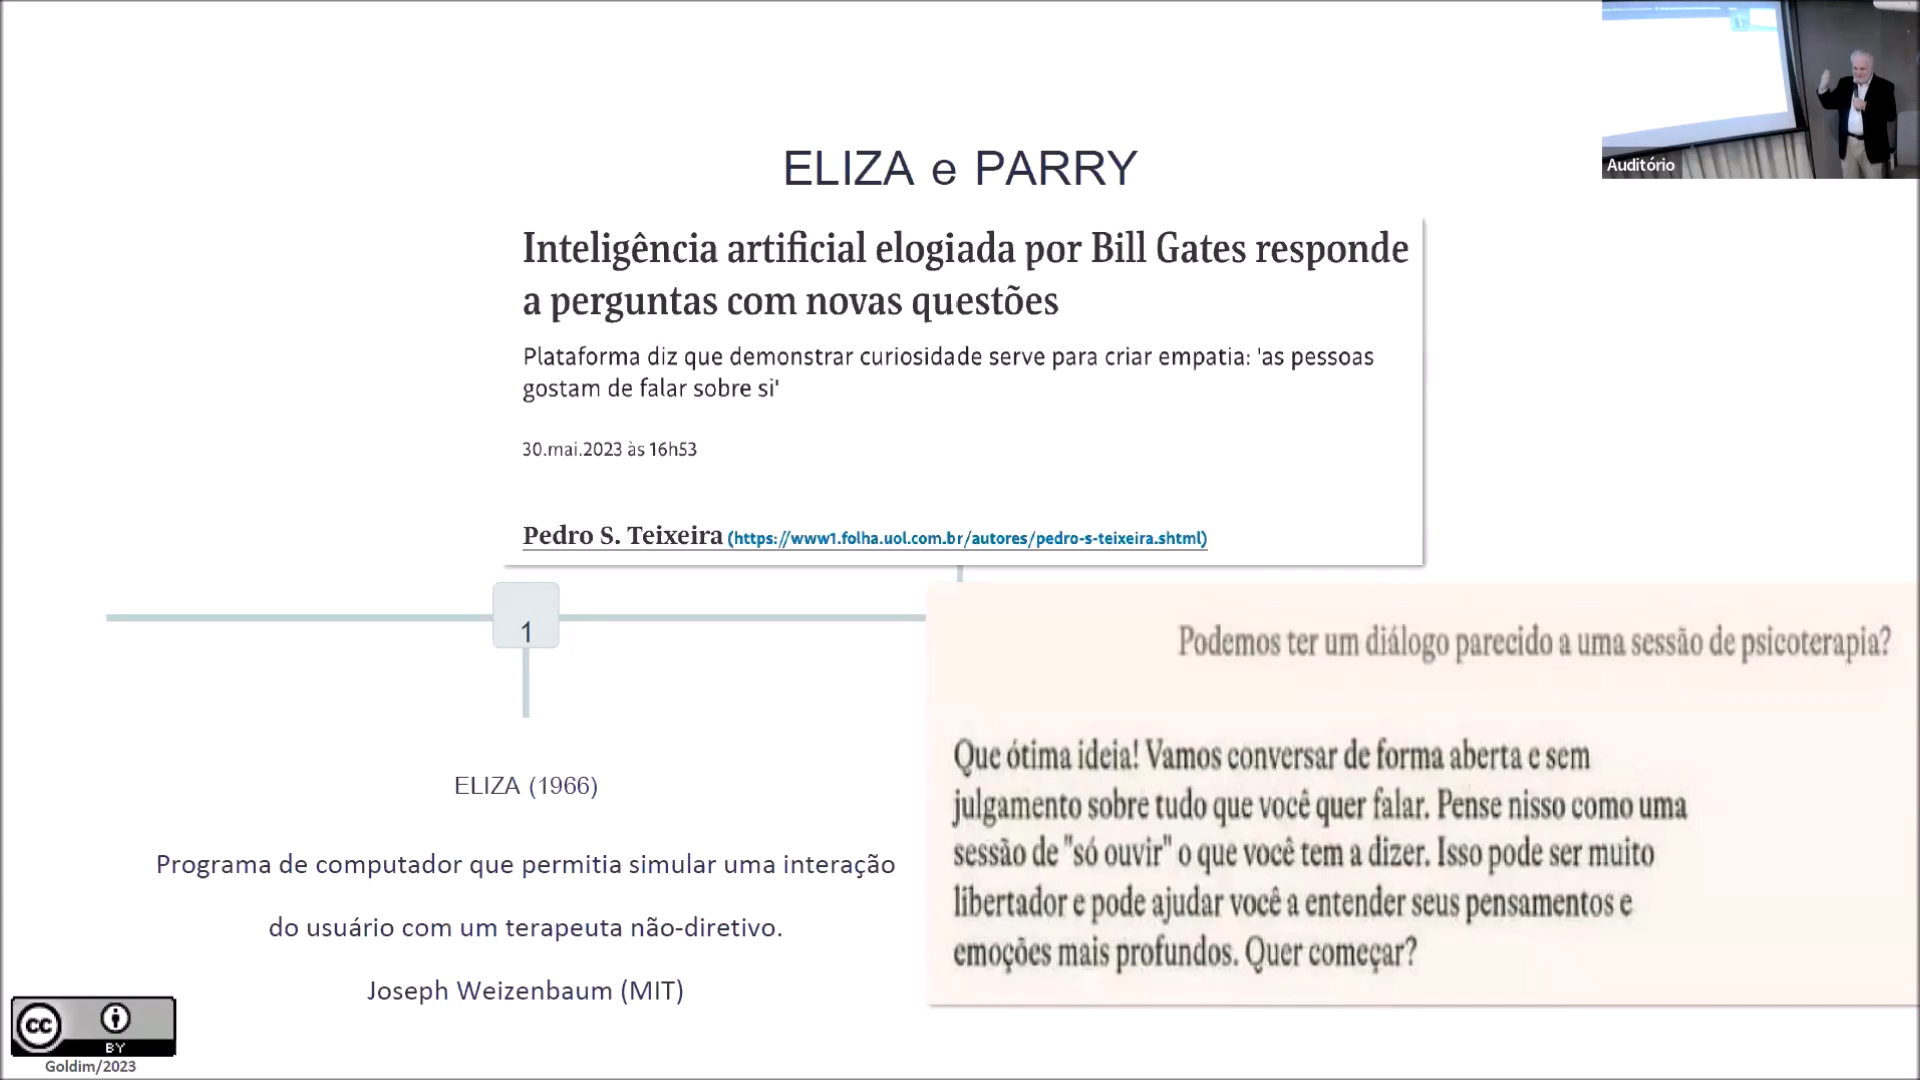 Auditório
ELIZA e PARRY
Inteligência artificial elogiada por Bill Gates responde
a perguntas com novas questões
Plataforma diz que demonstrar curiosidade serve para criar empatia: 'as pessoas
gostam de falar sobre si'
30.mai.2023 às 16h53
Pedro S. Teixeira (https://www1.folha.uol.com.br/autores/pedro-s-teixeira.shtml)
1
ELIZA (1966)
Programa de computador que permitia simular uma interação
do usuário com um terapeuta não-diretivo.
Joseph Weizenbaum (MIT)
Podemos ter um diálogo parecido a uma sessão de psicoterapia?
Que ótima ideia! Vamos conversar de forma aberta e sem
julgamento sobre tudo que você quer falar. Pense nisso como uma
sessão de "só ouvir" o que você tem a dizer. Isso pode ser muito
libertador e pode ajudar você a entender seus pensamentos e
emoções mais profundos. Quer começar?
cc
BY
Goldim/2023